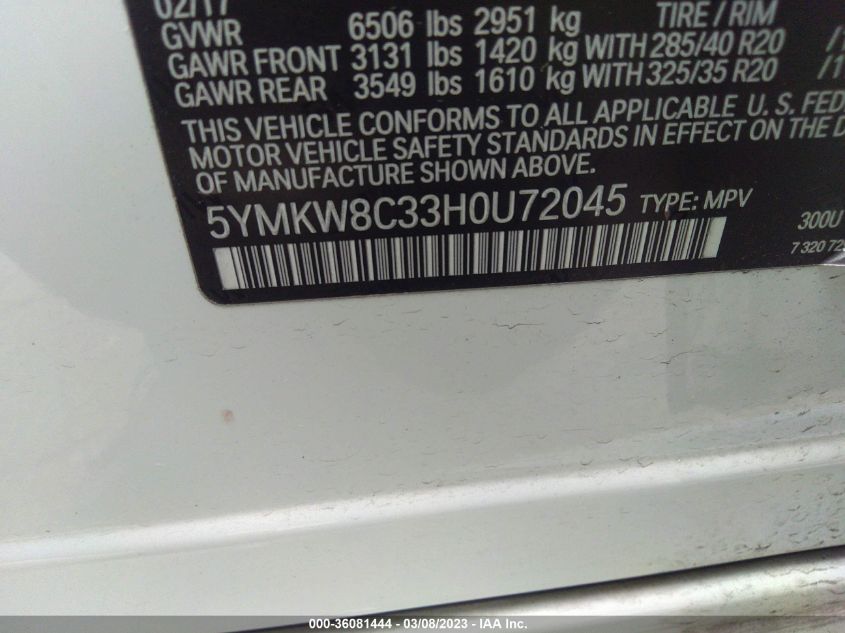 02/17
GVWR 6506 lbs 2951 kg TIRE / RIM
GAWR FRONT 3131 lbs 1420 kg WITH 285/40 R20
GAWR REAR 3549 lbs 1610 kg WITH 325/35 R20
THIS VEHICLE CONFORMS TO ALL APPLICABLE U. S. FED
MOTOR VEHICLE SAFETY STANDARDS IN EFFECT ON THE D
OF MANUFACTURE SHOWN ABOVE.
5YMKW8C33H0U72045 TYPE: MPV
300U
7 320 72
000-36081444 - 03/08/2023 - IAA Inc.